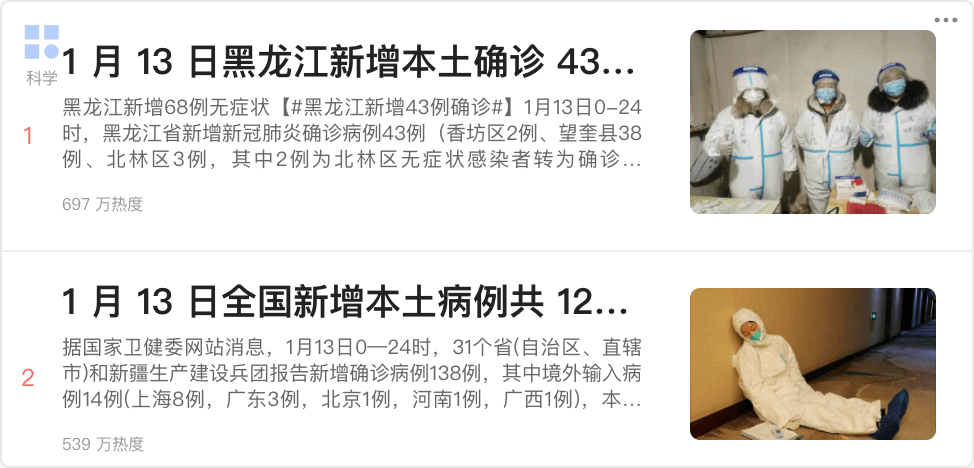 科学
1 月 13 日黑龙江新增本土确诊 43...
黑龙江新增68例无症状【#黑龙江新增43例确诊#】1月13日0-24
1
时，黑龙江省新增新冠肺炎确诊病例43例（香坊区2例、望奎县38
例、北林区3例，其中2例为北林区无症状感染者转为确诊...
697 万热度
1 月 13 日全国新增本土病例共 12...
据国家卫健委网站消息，1月13日0—24时，31个省(自治区、直辖
2
市)和新疆生产建设兵团报告新增确诊病例138例，其中境外输入病
例14例(上海8例，广东3例，北京1例，河南1例，广西1例)，本...
539 万热度